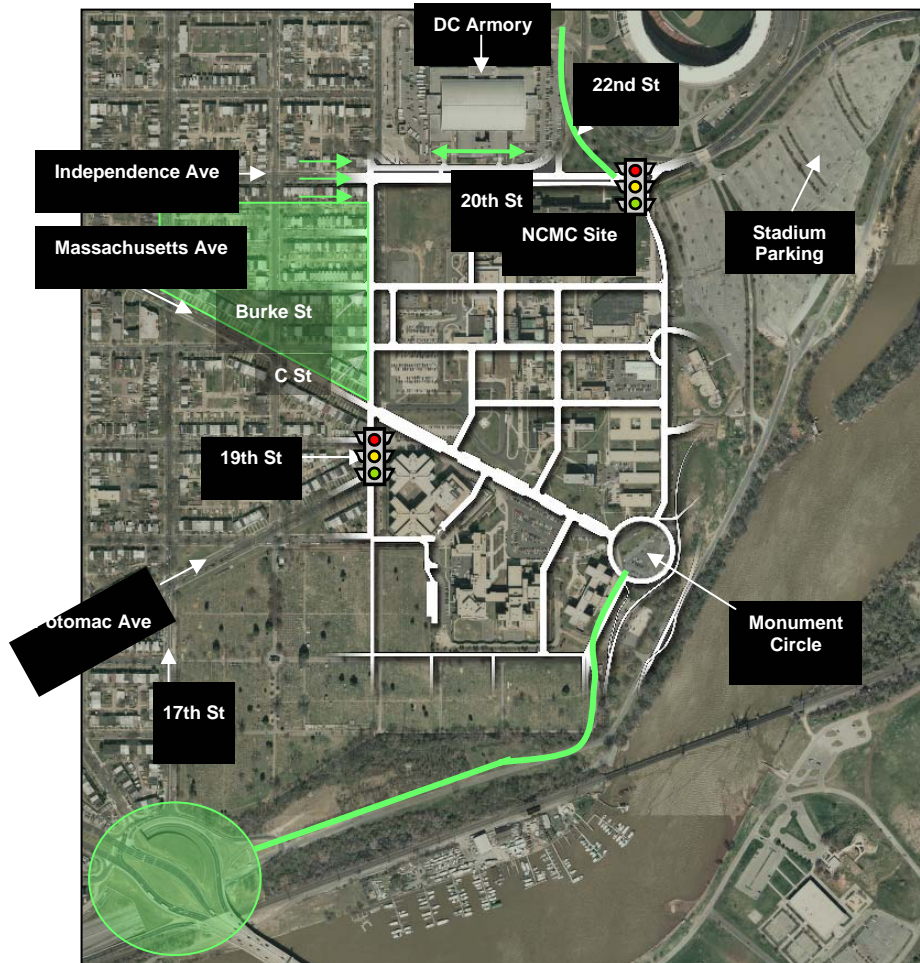 DC Armory
22nd St
Independence Ave
20th St
NCMC Site
Stadium
Parking
Massachusetts Ave
Burke St
C St
19th St
Potomac Ave
Monument
Circle
17th St